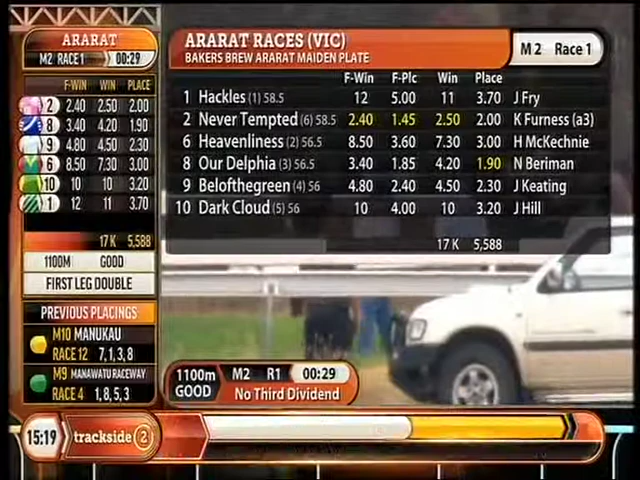 ARARAT
M2 RACE 1 00:29
F-WIN WIN PLACE
2 2.40 2.50 2.00
8 3.40 4.20 1.90
9 4.80 4.50 2.30
6 8.50 7.30 3.00
10 10 10 3.20
1 12 11 3.70
17 K 5,588
1100M GOOD
FIRST LEG DOUBLE
PREVIOUS PLACINGS
M10 MANUKAU
RACE 12 7,1,3,8
M9 MANAWATU RACEWAY
RACE 4 1,8,5,3
ARARAT RACES (VIC)
BAKERS BREW ARARAT MAIDEN PLATE
M 2 Race 1
F-Win F-Plc Win Place
1 Hackles (1) 58.5 12 5.00 11 3.70 J Fry
2 Never Tempted (6) 58.5 2.40 1.45 2.50 2.00 K Furness (a3)
6 Heavenliness (2) 56.5 8.50 3.60 7.30 3.00 H McKechnie
8 Our Delphia (3) 56.5 3.40 1.85 4.20 1.90 N Beriman
9 Belofthegreen (4) 56 4.80 2.40 4.50 2.30 J Keating
10 Dark Cloud (5) 56 10 4.00 10 3.20 J Hill
17 K 5,588
1100m M2 R1 00:29
GOOD No Third Dividend
15:19 trackside 2